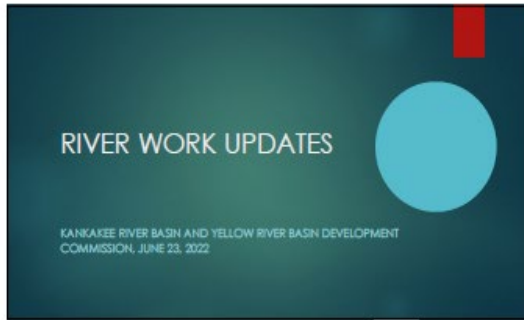 RIVER WORK UPDATES
KANKAKEE RIVER BASIN AND YELLOW RIVER BASIN DEVELOPMENT
COMMISSION, JUNE 23, 2022